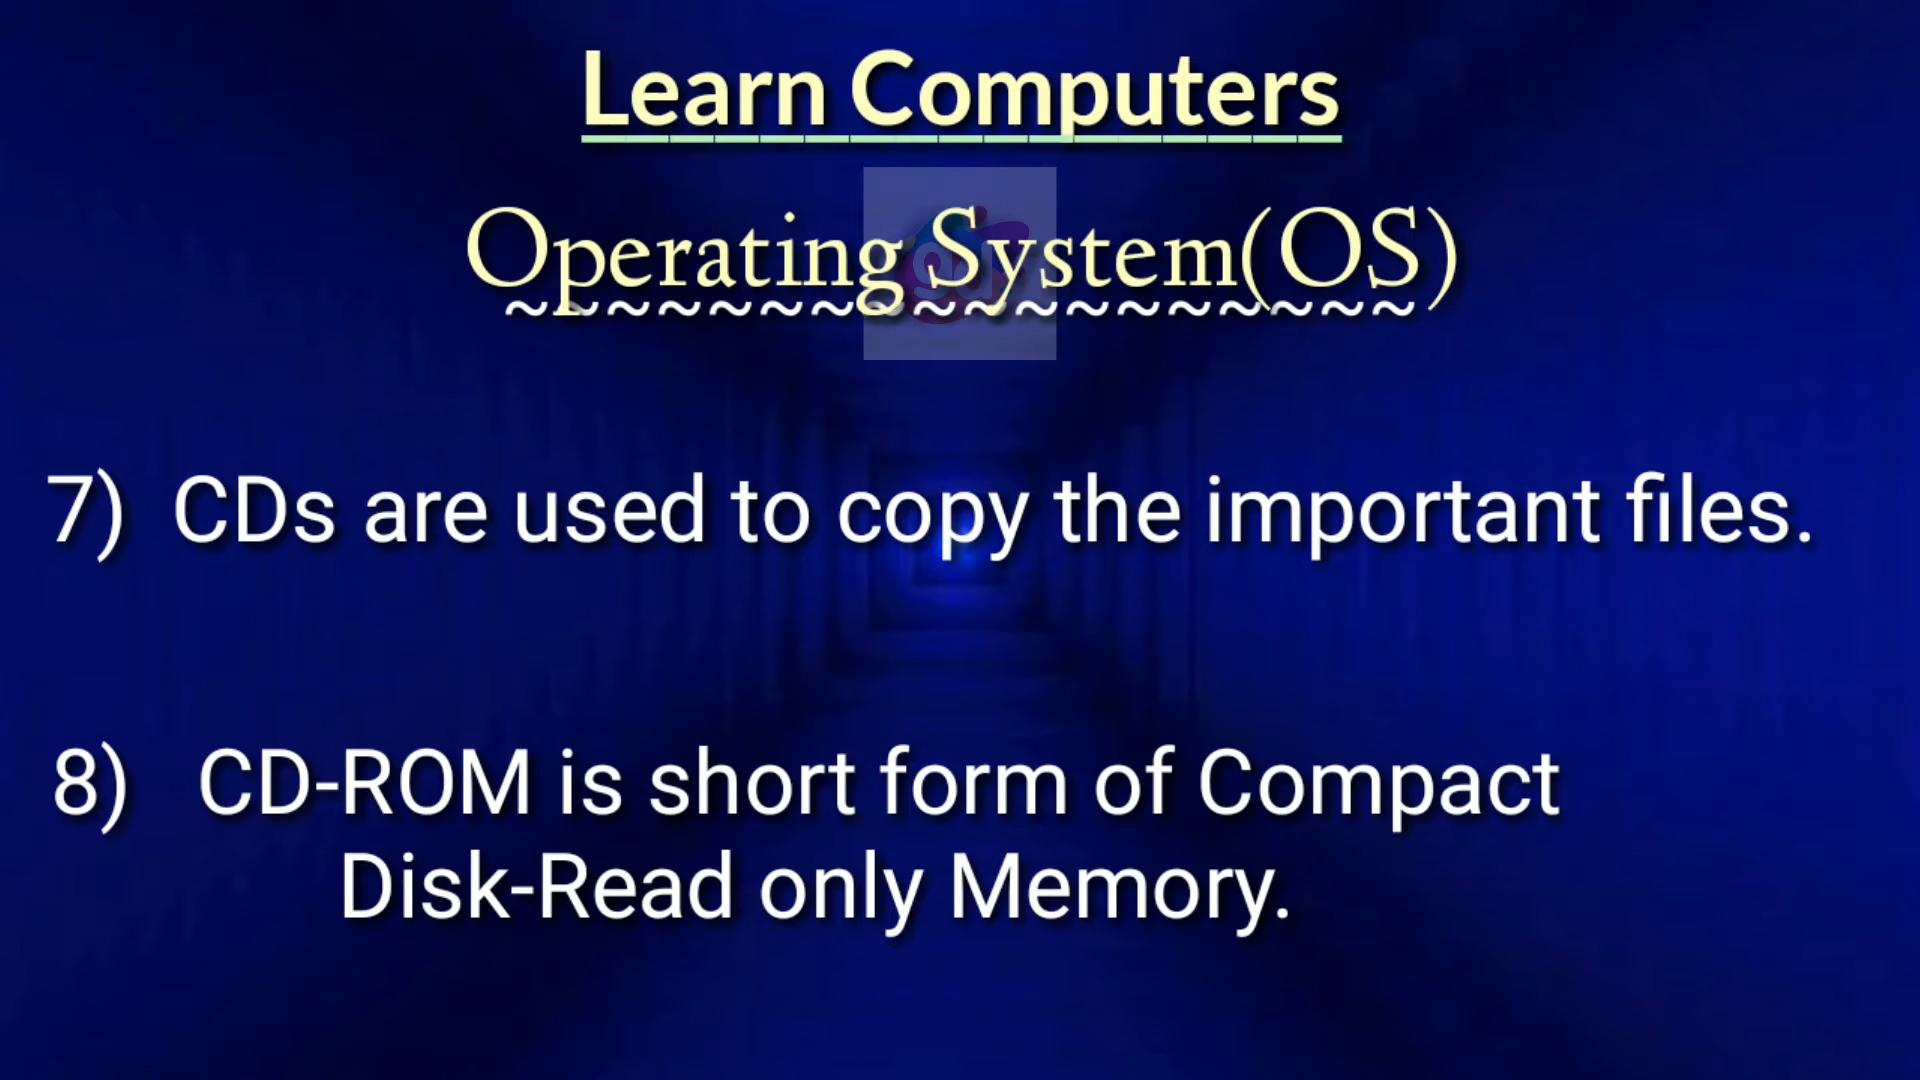 Learn Computers
Operating System(OS)
~~~~~~~~~~~~~~~~~~
7) CDs are used to copy the important files.
8) CD-ROM is short form of Compact
Disk-Read only Memory.